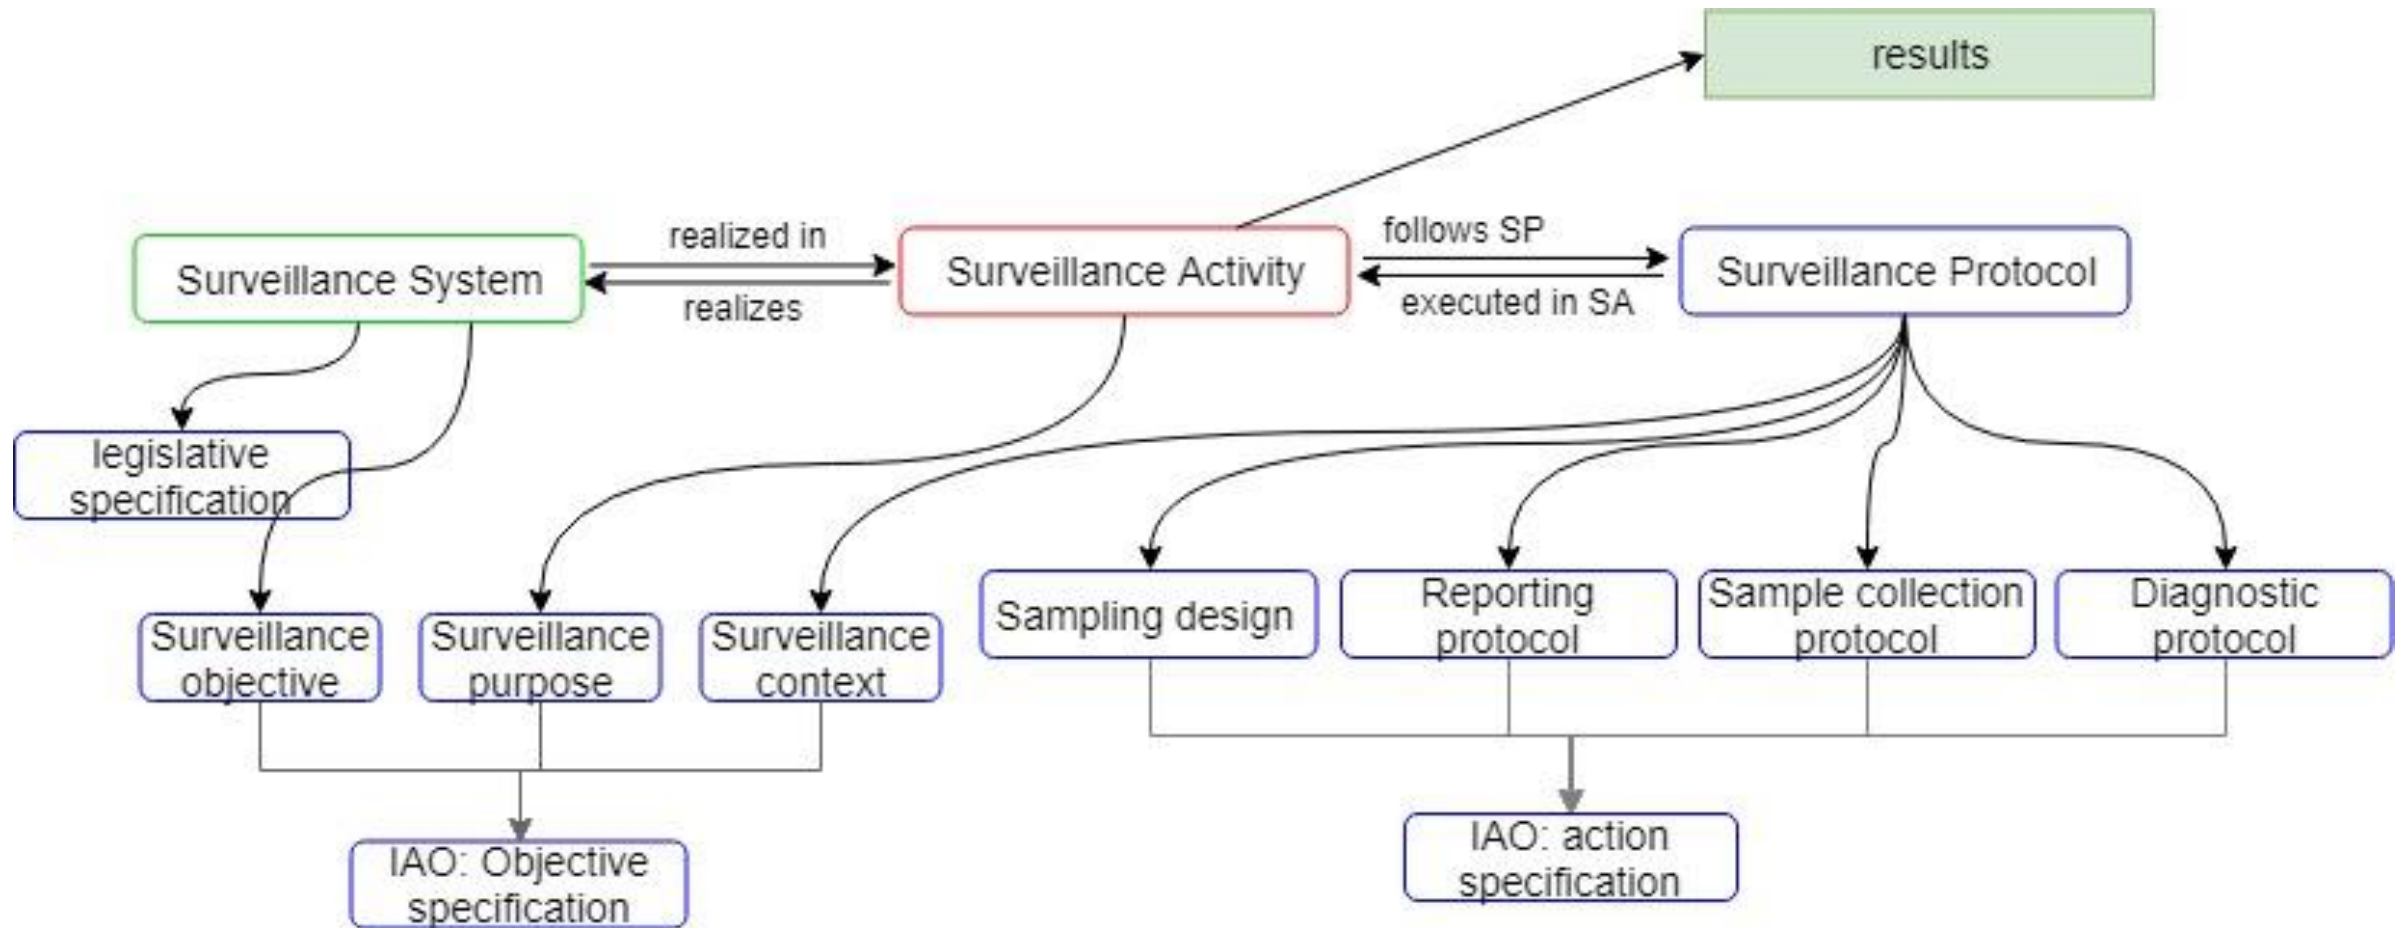 results
realized in
follows SP
Surveillance System
Surveillance Activity
Surveillance Protocol
realizes
executed in SA
legislative
specification
Surveillance
objective
Surveillance
purpose
Surveillance
context
Sampling design
Reporting
protocol
Sample collection
protocol
Diagnostic
protocol
IAO: Objective
specification
IAO: action
specification